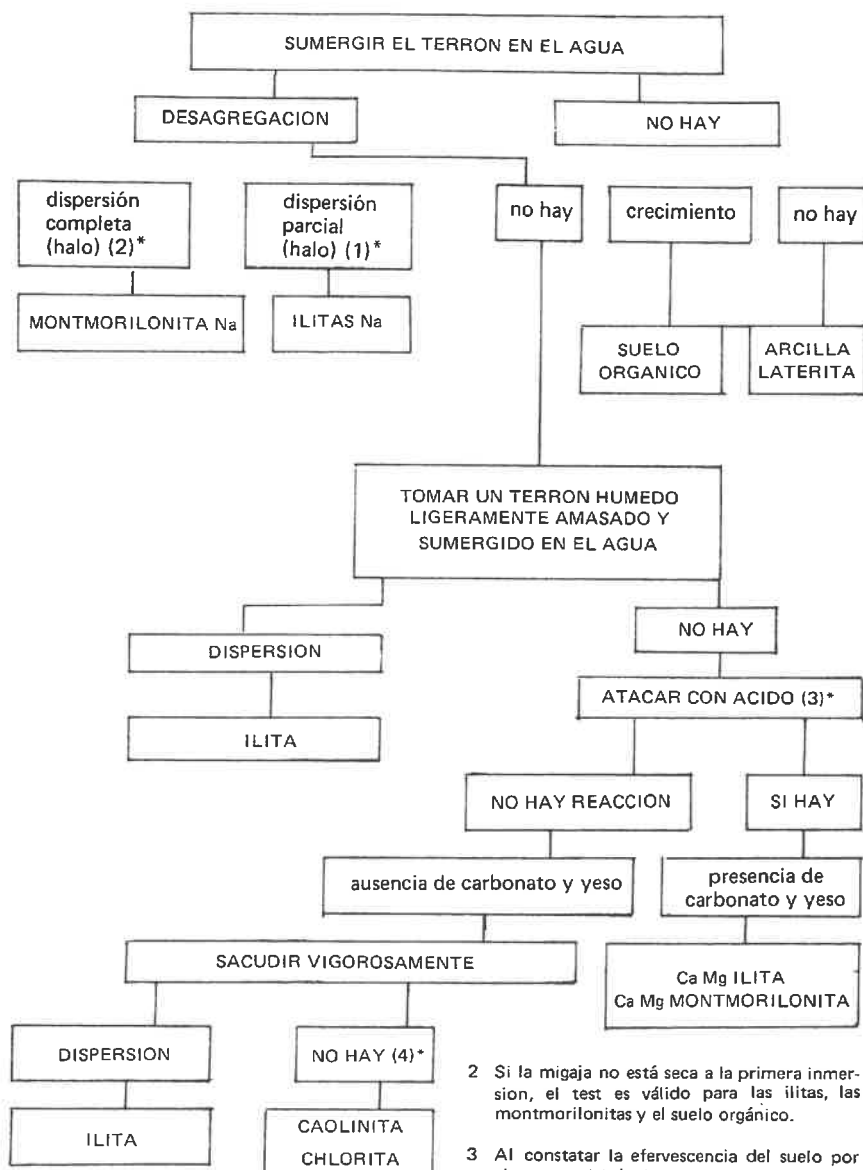 SUMERGIR EL TERRON EN EL AGUA
DESAGREGACION
NO HAY
dispersión
completa
(halo) (2)*
dispersión
parcial
(halo) (1)*
no hay
crecimiento
no hay
MONTMORILONITA Na
ILITAS Na
SUELO
ORGANICO
ARCILLA
LATERITA
TOMAR UN TERRON HUMEDO
LIGERAMENTE AMASADO Y
SUMERGIDO EN EL AGUA
DISPERSION
NO HAY
ILITA
ATACAR CON ACIDO (3)*
NO HAY REACCION
SI HAY
ausencia de carbonato y yeso
presencia de
carbonato y yeso
SACUDIR VIGOROSAMENTE
Ca Mg ILITA
Ca Mg MONTMORILONITA
DISPERSION
NO HAY (4)*
ILITA
CAOLINITA
CHLORITA
2 Si la migaja no está seca a la primera inmer-
sion, el test es válido para las ilitas, las
montmorilonitas y el suelo orgánico.
3 Al constatar la efervescencia del suelo por